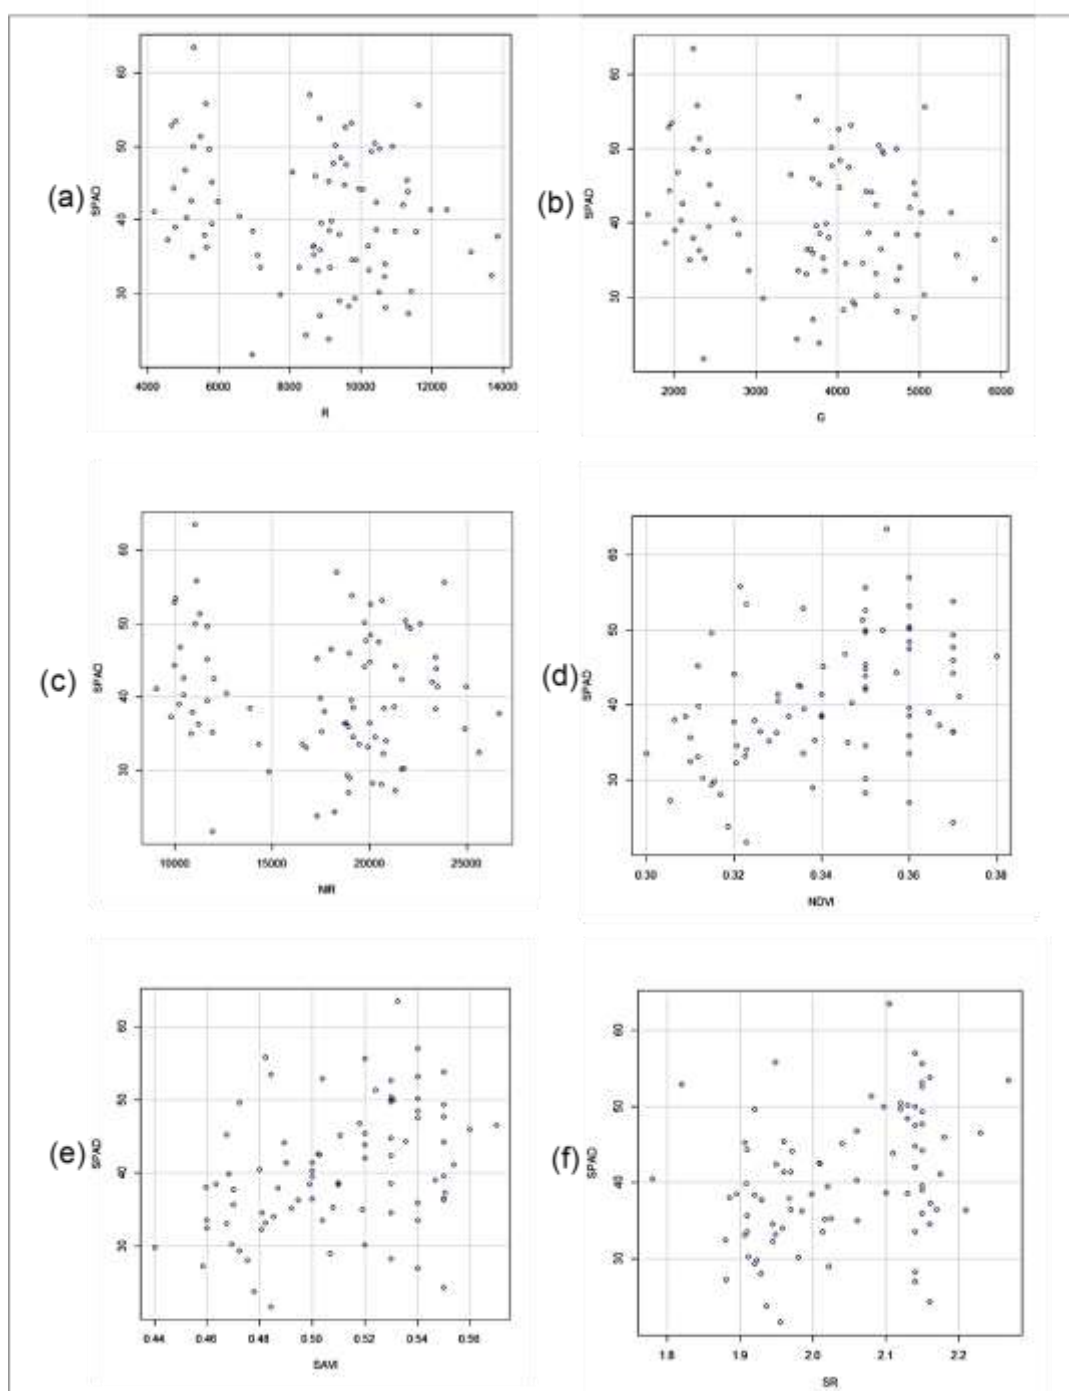 (a)
SPAD
60
50
40
30
4000 6000 8000 10000 12000 14000
R
(b)
SPAD
60
50
40
30
2000 3000 4000 5000 6000
G
(c)
SPAD
60
50
40
30
10000 15000 20000 25000
NIR
(d)
SPAD
60
50
40
30
0.30 0.32 0.34 0.36 0.38
NDVI
(e)
SPAD
60
50
40
30
0.44 0.46 0.48 0.50 0.52 0.54 0.56
SAVI
(f)
SPAD
60
50
40
30
1.8 1.9 2.0 2.1 2.2
SR